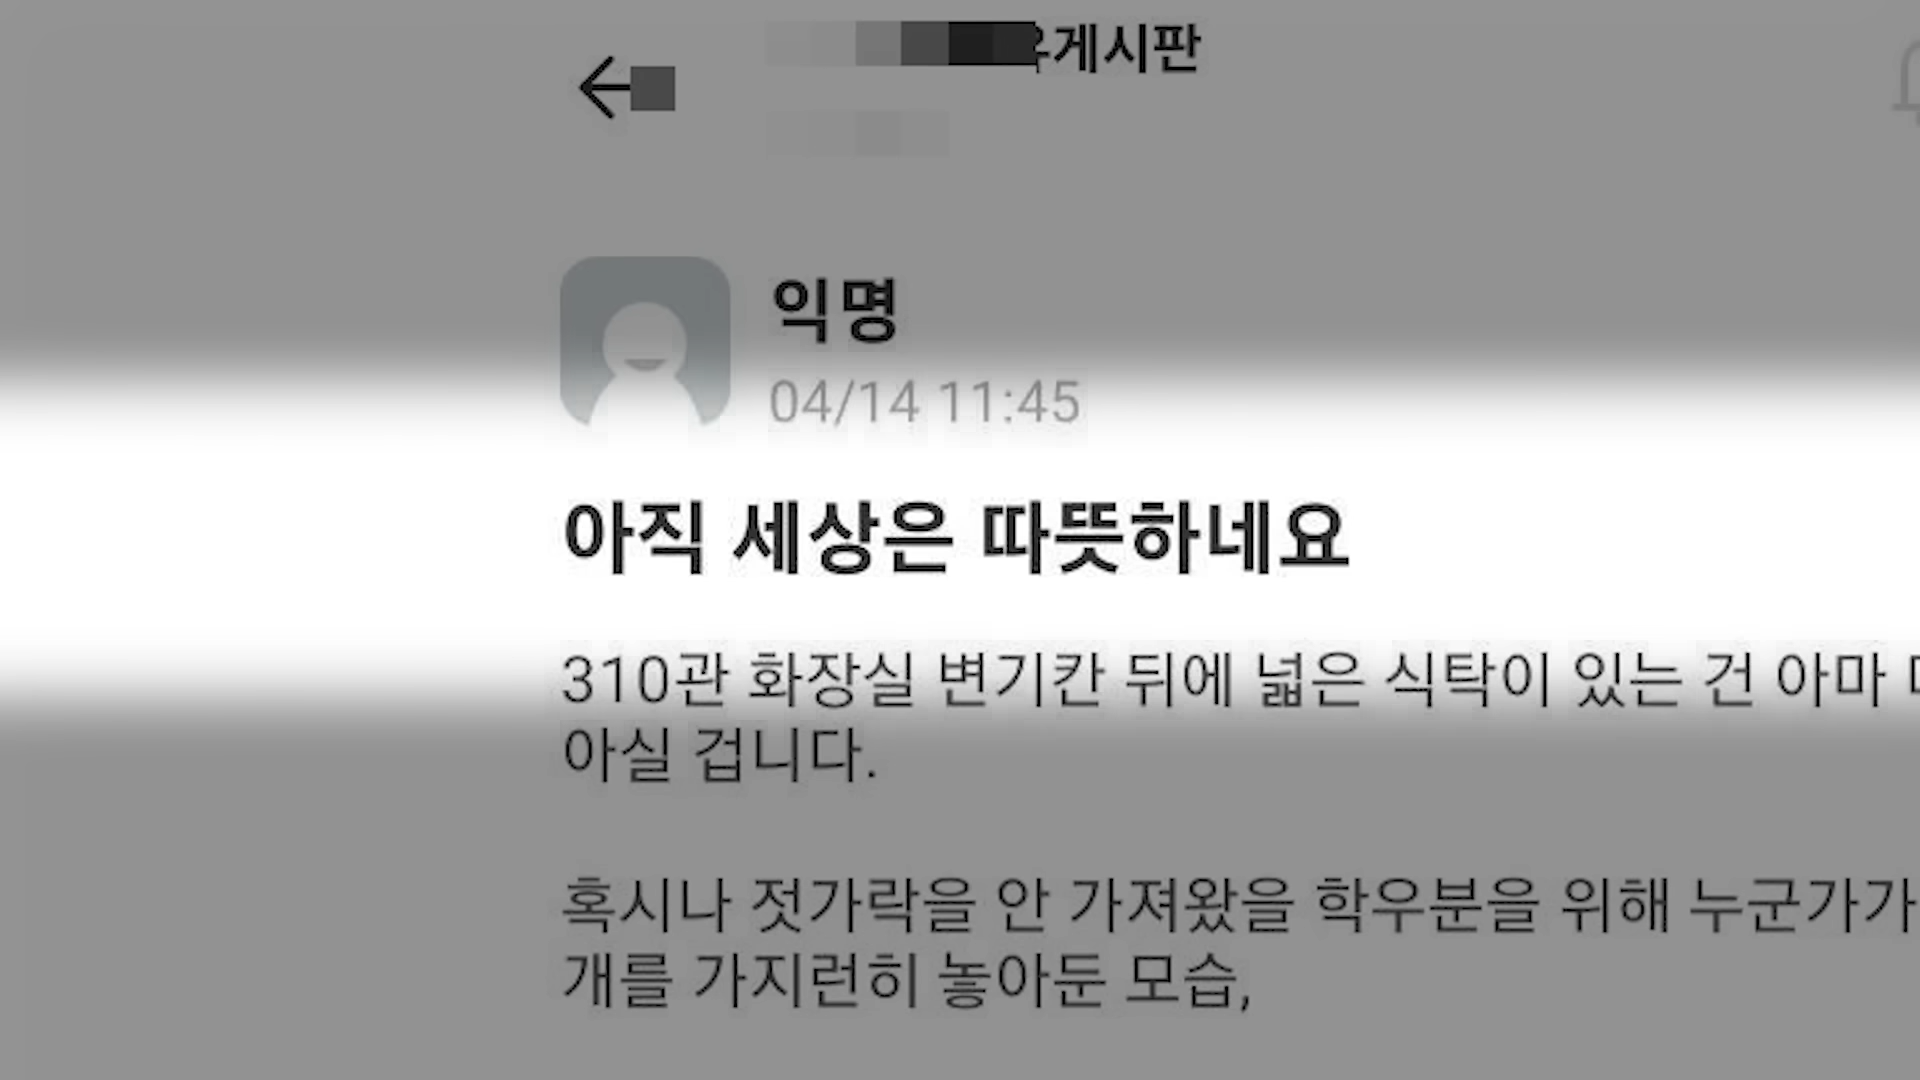 게시판
익명
04/14 11:45
아직 세상은 따뜻하네요
310관 화장실 변기칸 뒤에 넓은 식탁이 있는 건 아마
아실 겁니다.
혹시나 젓가락을 안 가져왔을 학우분을 위해 누군가가
개를 가지런히 놓아둔 모습,